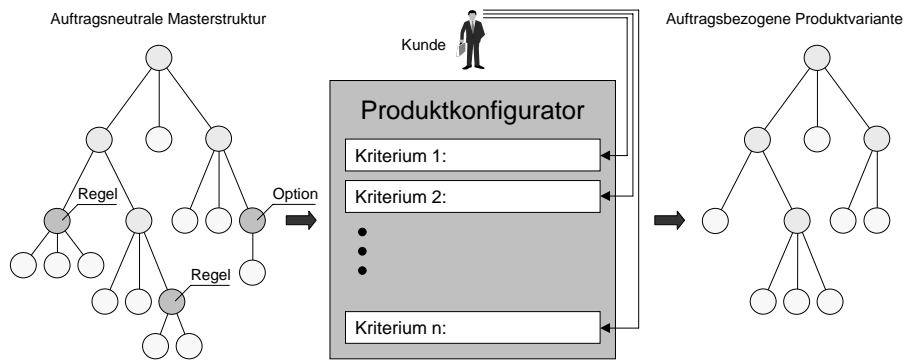 Auftragsneutrale Masterstruktur
Kunde
Auftragsbezogene Produktvariante
Produktkonfigurator
Kriterium 1:
Kriterium 2:
Kriterium n:
Regel
Option
Regel